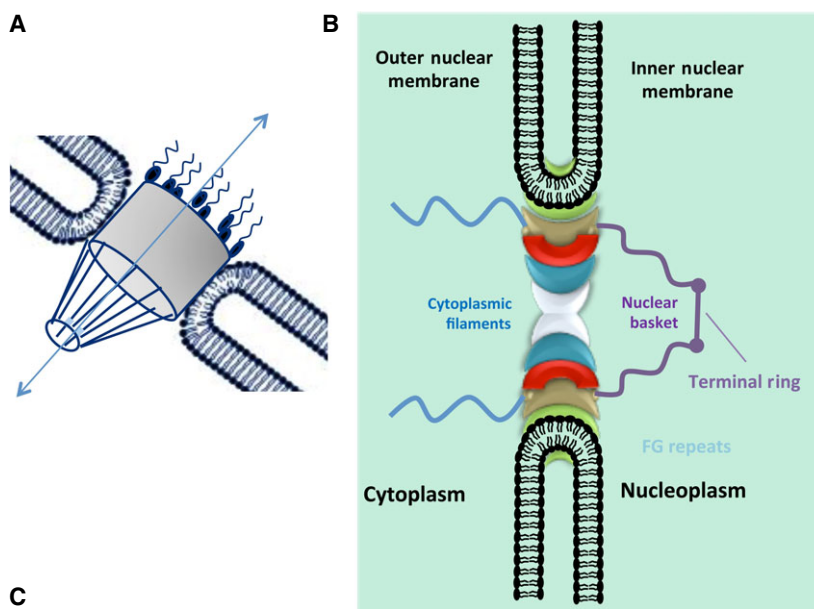 A
B
Outer nuclear
membrane
Inner nuclear
membrane
Cytoplasmic
filaments
Nuclear
basket
Terminal ring
FG repeats
Cytoplasm
Nucleoplasm
C